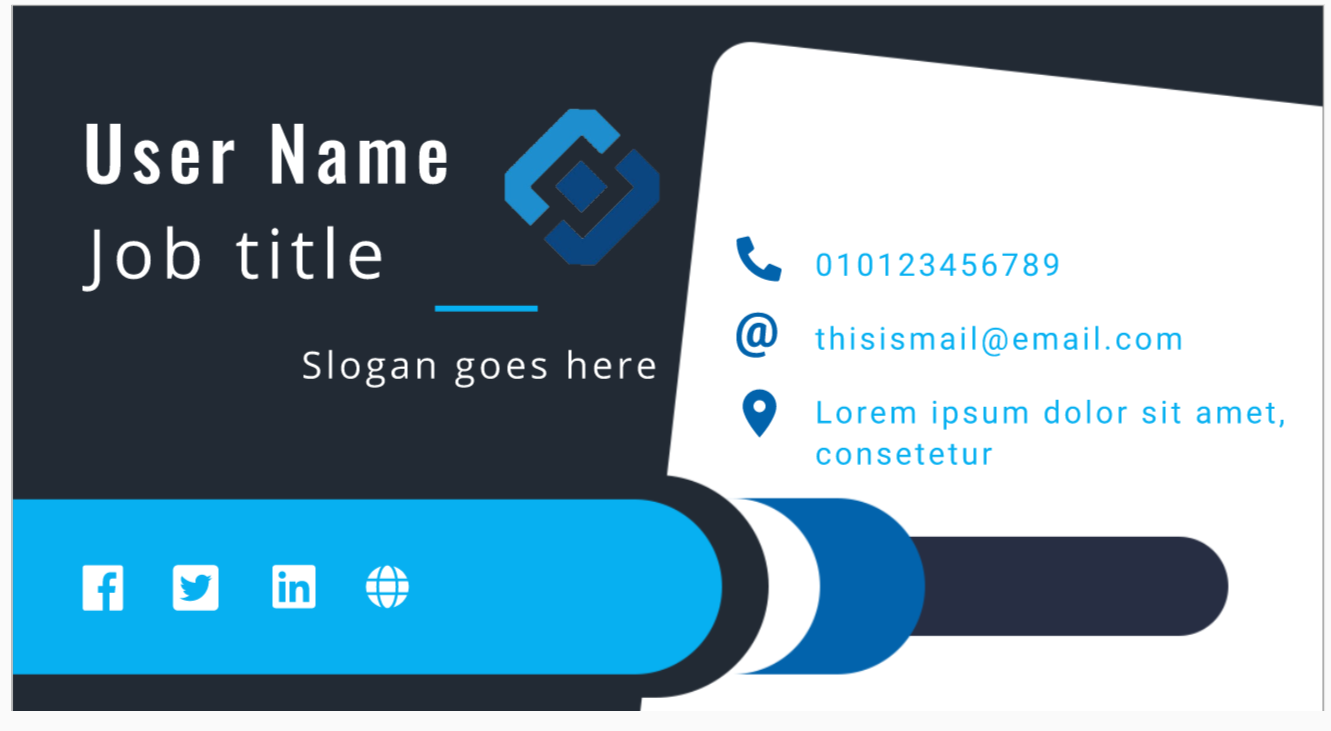 User Name
Job title
Slogan goes here
010123456789
thisismail@email.com
Lorem ipsum dolor sit amet,
consetetur